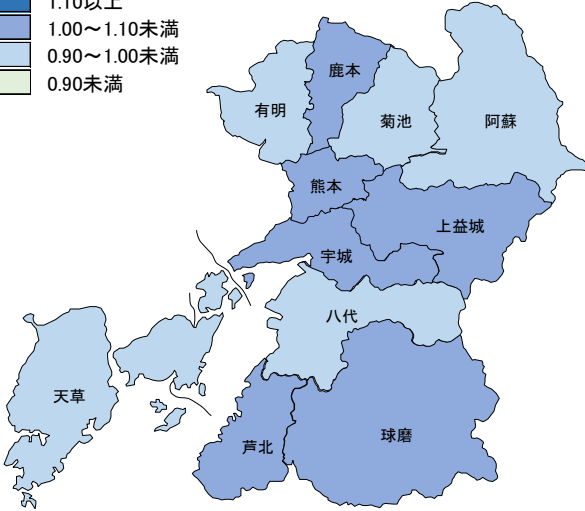 1.10以上
1.00～1.10未満
0.90～1.00未満
0.90未満
鹿本
有明
菊池
阿蘇
熊本
上益城
宇城
八代
天草
芦北
球磨